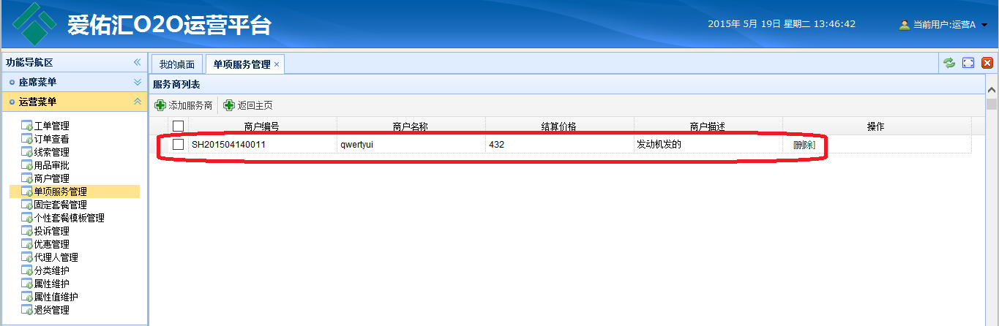 爱佑汇O2O运营平台
2015年 5月 19日 星期二 13:46:42
当前用户:运营A
功能导航区
座席菜单
运营菜单
工单管理
订单查看
线索管理
用品审批
商户管理
单项服务管理
固定套餐管理
个性套餐模板管理
投诉管理
优惠管理
代理人管理
分类维护
属性维护
属性值维护
退货管理
我的桌面 单项服务管理
服务商列表
添加服务商 返回主页
商户编号 商户名称 结算价格 商户描述 操作
SH201504140011 qwertyui 432 发动机发的 [删除]